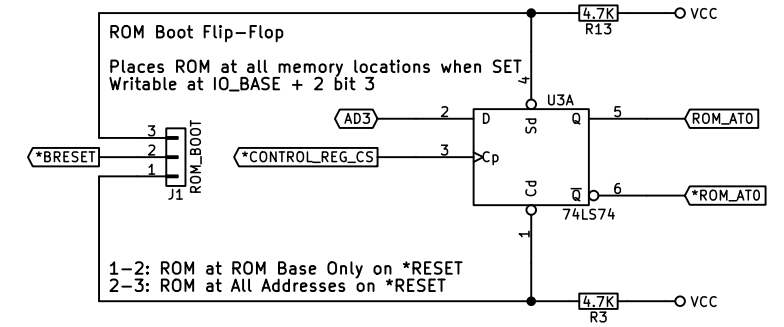 4.7K
VCC
R13
ROM Boot Flip-Flop
Places ROM at all memory locations when SET
Writable at IO_BASE + 2 bit 3
4
U3A
AD3
2
D
Sd
Q
5
ROM_AT0
3
2
1
*BRESET
ROM_BOOT
J1
*CONTROL_REG_CS
3
Cp
Cd
Q
6
*ROM_AT0
74LS74
1
1-2: ROM at ROM Base Only on *RESET
2-3: ROM at All Addresses on *RESET
4.7K
VCC
R3